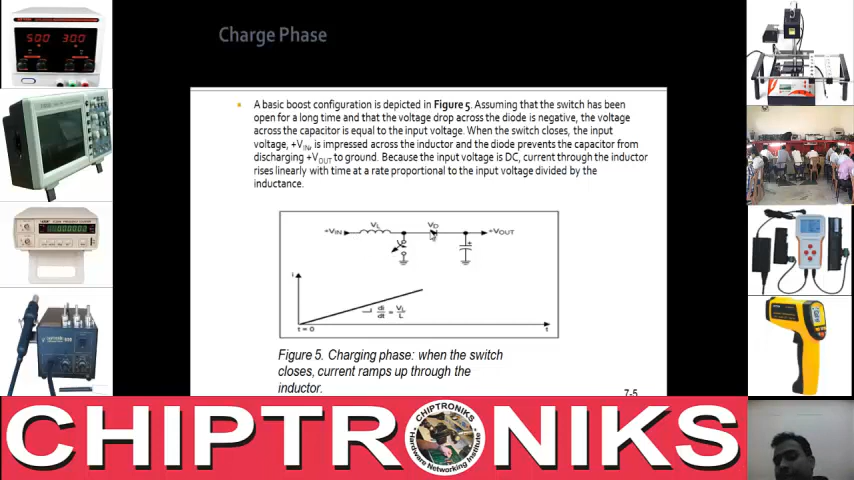 Charge Phase
500 300
A basic boost configuration is depicted in Figure 5. Assuming that the switch has been
open for a long time and that the voltage drop across the diode is negative, the voltage
across the capacitor is equal to the input voltage. When the switch closes, the input
voltage, +VIN, is impressed across the inductor and the diode prevents the capacitor from
discharging +VOUT to ground. Because the input voltage is DC, current through the inductor
rises linearly with time at a rate proportional to the input voltage divided by the
inductance.
+VIN VL VD +VOUT
i
di/dt = VL/L
t = 0 t
Figure 5. Charging phase: when the switch
closes, current ramps up through the
inductor.
7-5
CHIPTRONIKS
CHIPTRONIKS
Hardware Networking Institute